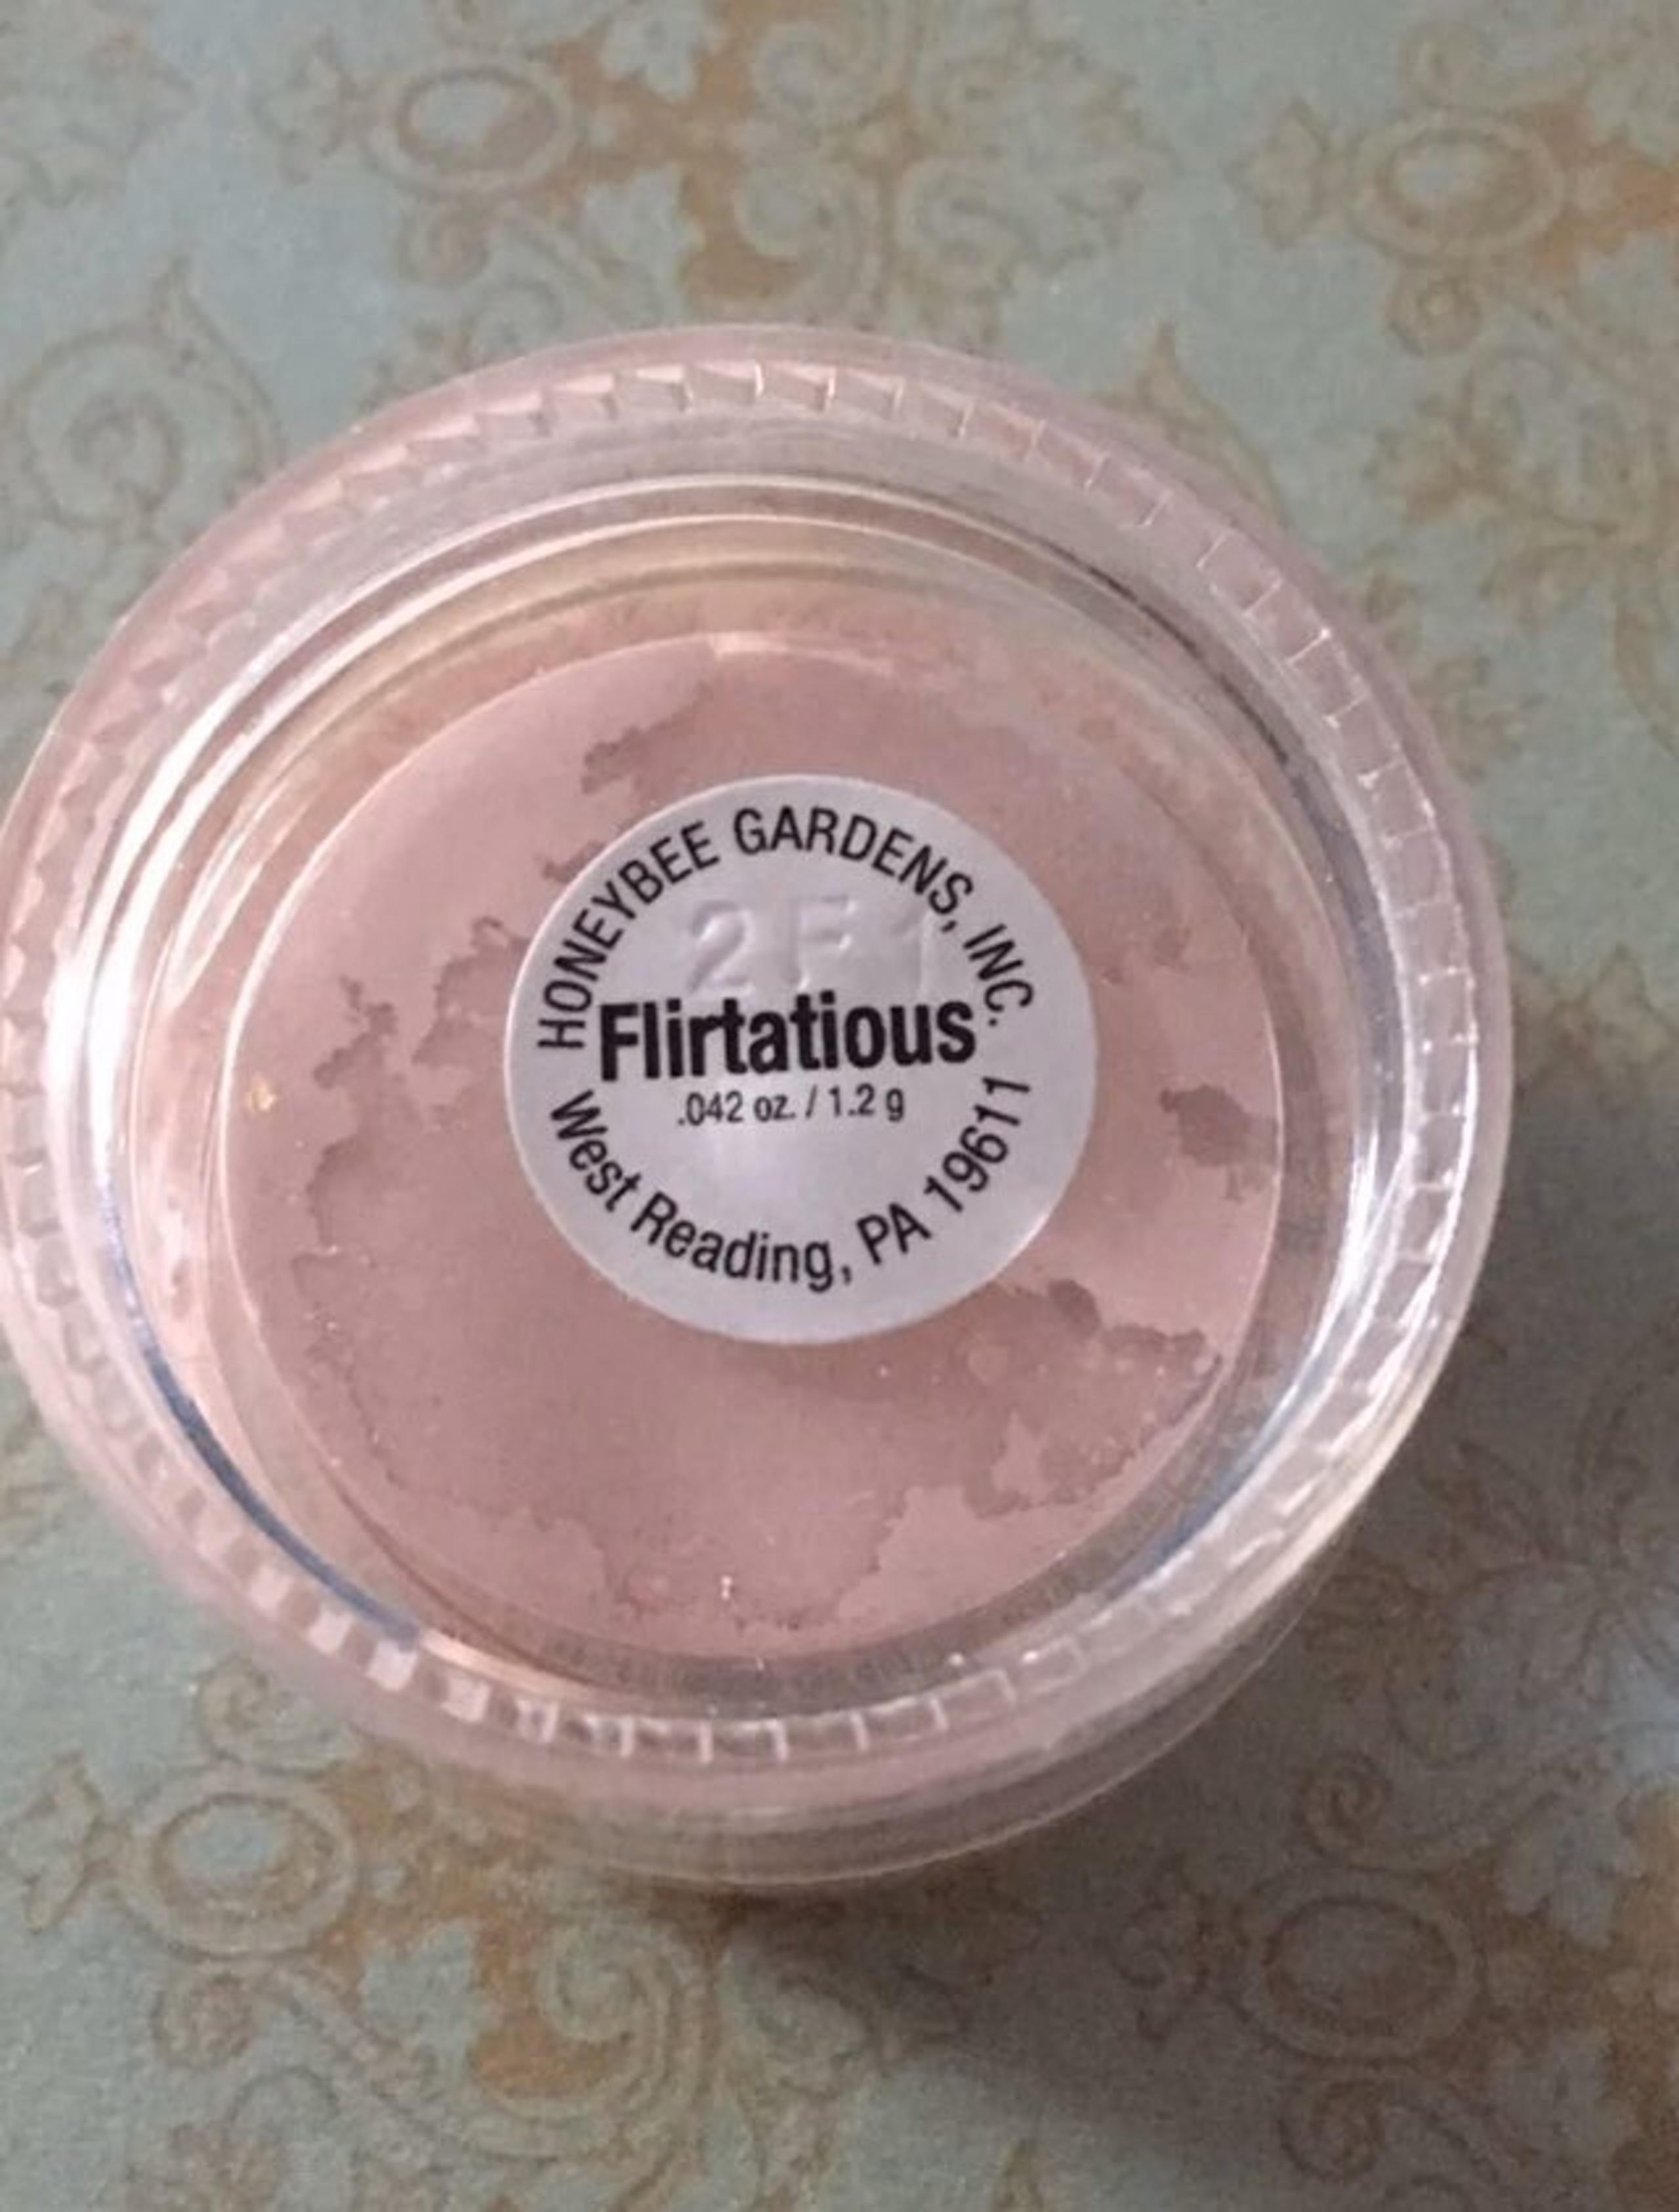 HONEYBEE GARDENS, INC.
2F1
Flirtatious
.042 oz. / 1.2 g
West Reading, PA 19611